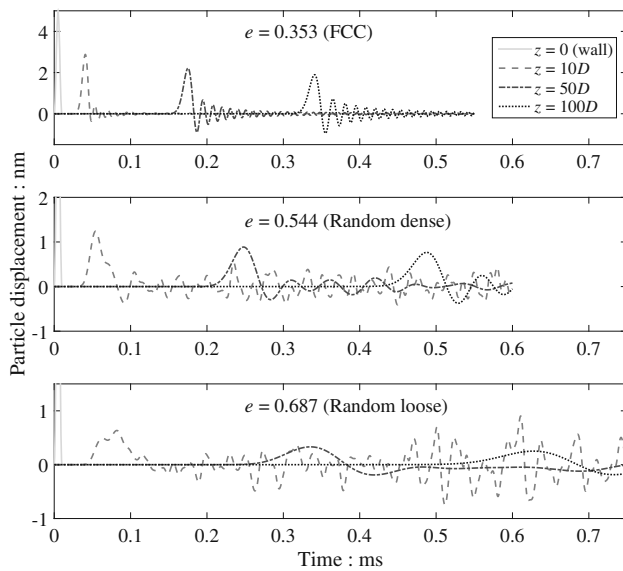 4
2
0
e = 0.353 (FCC)
z = 0 (wall)
z = 10D
z = 50D
z = 100D
0 0.1 0.2 0.3 0.4 0.5 0.6 0.7
Particle displacement : nm
2
1
0
-1
e = 0.544 (Random dense)
0 0.1 0.2 0.3 0.4 0.5 0.6 0.7
1
0
-1
e = 0.687 (Random loose)
0 0.1 0.2 0.3 0.4 0.5 0.6 0.7
Time : ms